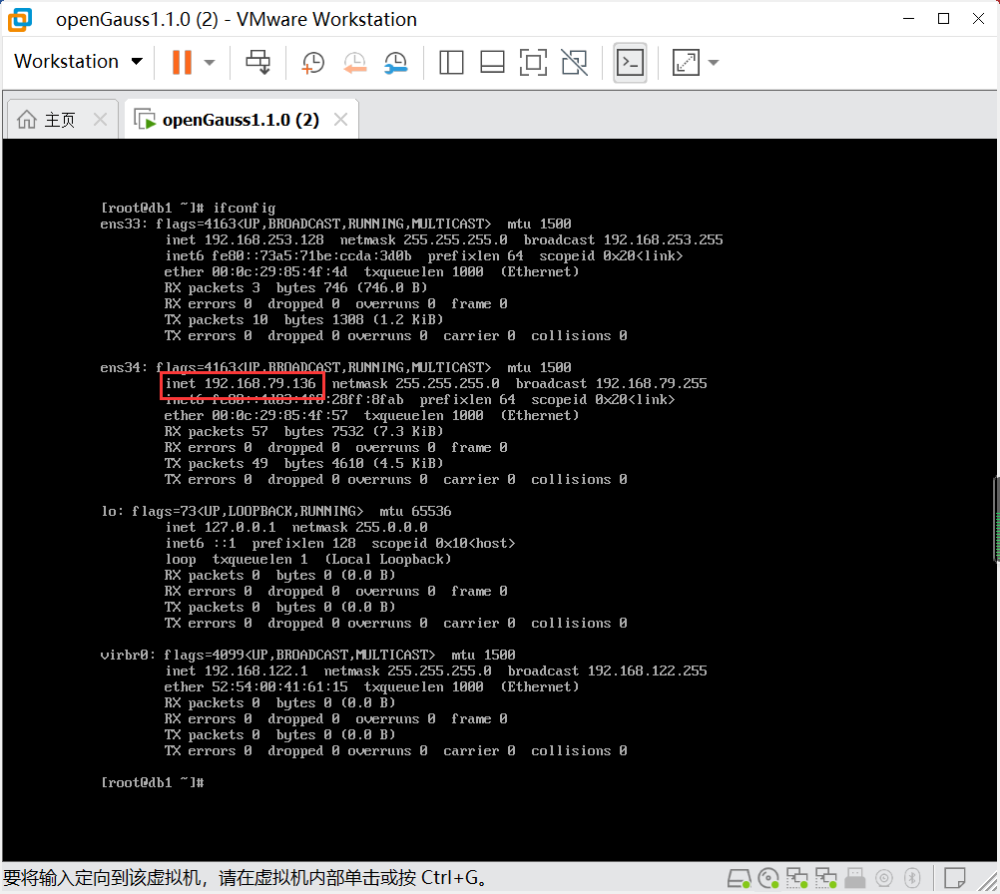 openGauss1.1.0 (2) - VMware Workstation
Workstation
主页
openGauss1.1.0 (2)
[root@db1 ~]# ifconfig
ens33: flags=4163<UP,BROADCAST,RUNNING,MULTICAST>  mtu 1500
inet 192.168.253.128  netmask 255.255.255.0  broadcast 192.168.253.255
inet6 fe80::73a5:71be:ccda:3d0b  prefixlen 64  scopeid 0x20<link>
ether 00:0c:29:85:4f:4d  txqueuelen 1000  (Ethernet)
RX packets 3  bytes 746 (746.0 B)
RX errors 0  dropped 0  overruns 0  frame 0
TX packets 10  bytes 1308 (1.2 KiB)
TX errors 0  dropped 0 overruns 0  carrier 0  collisions 0
ens34: flags=4163<UP,BROADCAST,RUNNING,MULTICAST>  mtu 1500
inet 192.168.79.136  netmask 255.255.255.0  broadcast 192.168.79.255
inet6 prefixlen 64  scopeid 0x20<link>
ether 00:0c:29:85:4f:57  txqueuelen 1000  (Ethernet)
RX packets 57  bytes 7532 (7.3 KiB)
RX errors 0  dropped 0  overruns 0  frame 0
TX packets 49  bytes 4610 (4.5 KiB)
TX errors 0  dropped 0 overruns 0  carrier 0  collisions 0
lo: flags=73<UP,LOOPBACK,RUNNING>  mtu 65536
inet 127.0.0.1  netmask 255.0.0.0
inet6 ::1  prefixlen 128  scopeid 0x10<host>
loop  txqueuelen 1  (Local Loopback)
RX packets 0  bytes 0 (0.0 B)
RX errors 0  dropped 0  overruns 0  frame 0
TX packets 0  bytes 0 (0.0 B)
TX errors 0  dropped 0 overruns 0  carrier 0  collisions 0
virbr0: flags=4099<UP,BROADCAST,MULTICAST>  mtu 1500
inet 192.168.122.1  netmask 255.255.255.0  broadcast 192.168.122.255
ether 52:54:00:41:61:15  txqueuelen 1000  (Ethernet)
RX packets 0  bytes 0 (0.0 B)
RX errors 0  dropped 0  overruns 0  frame 0
TX packets 0  bytes 0 (0.0 B)
TX errors 0  dropped 0 overruns 0  carrier 0  collisions 0
[root@db1 ~]#
要将输入定向到该虚拟机，请在虚拟机内部单击或按 Ctrl+G。